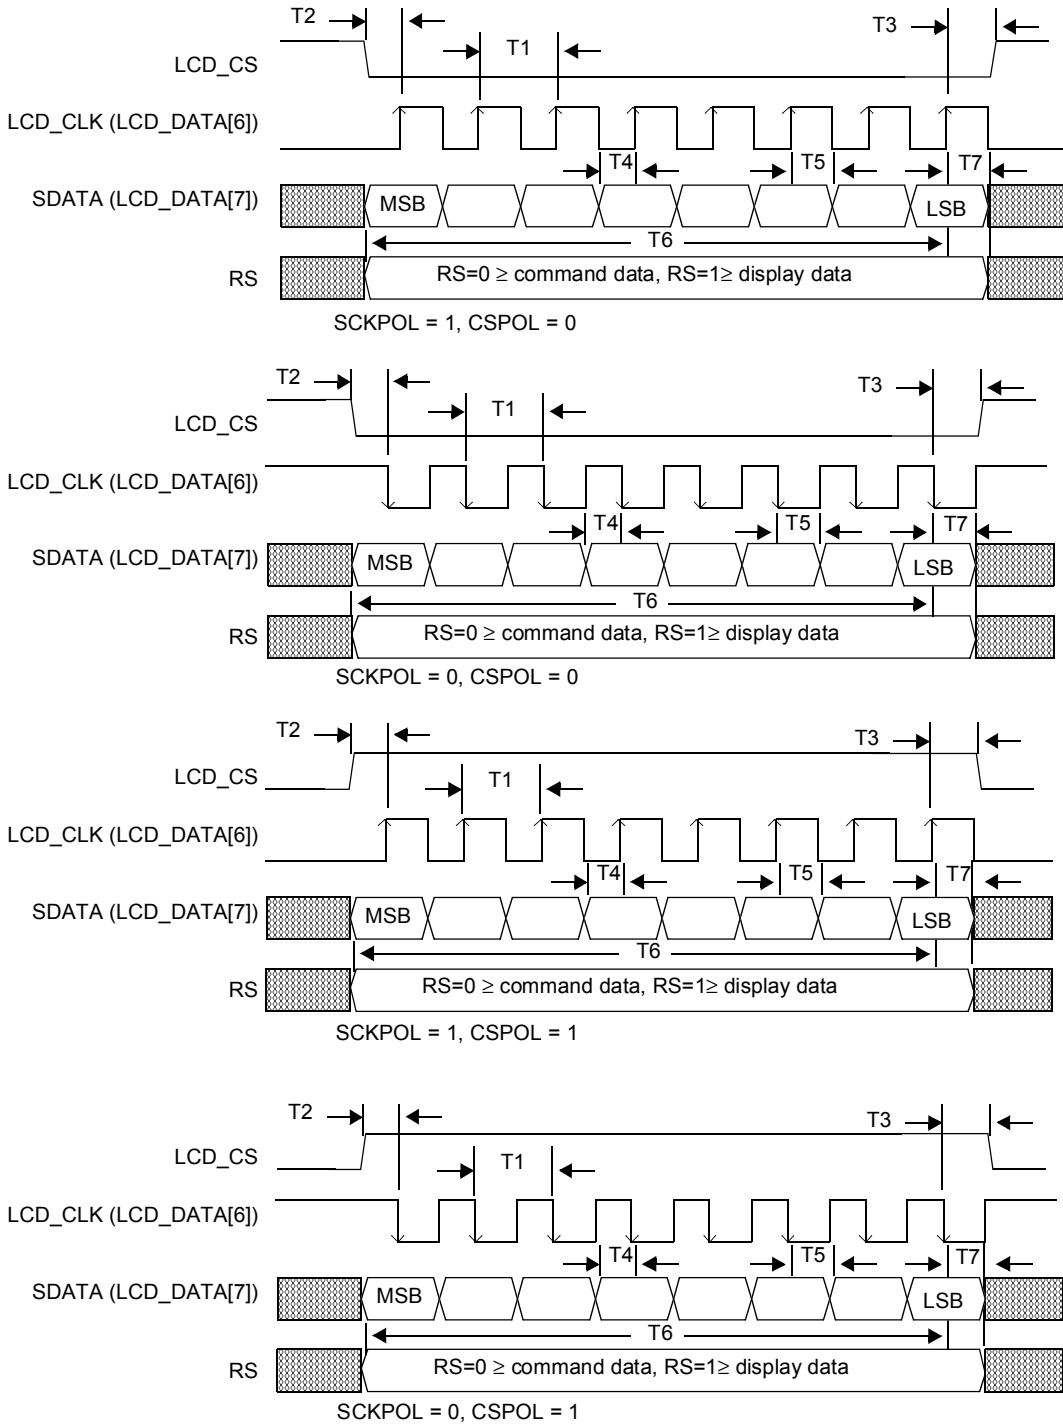 T2
T1
T3
LCD_CS
LCD_CLK (LCD_DATA[6])
T4
T5
T7
SDATA (LCD_DATA[7])
MSB
LSB
T6
RS
RS=0 ≥ command data, RS=1≥ display data
SCKPOL = 1, CSPOL = 0
T2
T1
T3
LCD_CS
LCD_CLK (LCD_DATA[6])
T4
T5
T7
SDATA (LCD_DATA[7])
MSB
LSB
T6
RS
RS=0 ≥ command data, RS=1≥ display data
SCKPOL = 0, CSPOL = 0
T2
T3
LCD_CS
T1
LCD_CLK (LCD_DATA[6])
T4
T5
T7
SDATA (LCD_DATA[7])
MSB
LSB
T6
RS
RS=0 ≥ command data, RS=1≥ display data
SCKPOL = 1, CSPOL = 1
T2
T3
LCD_CS
T1
LCD_CLK (LCD_DATA[6])
T4
T5
T7
SDATA (LCD_DATA[7])
MSB
LSB
T6
RS
RS=0 ≥ command data, RS=1≥ display data
SCKPOL = 0, CSPOL = 1